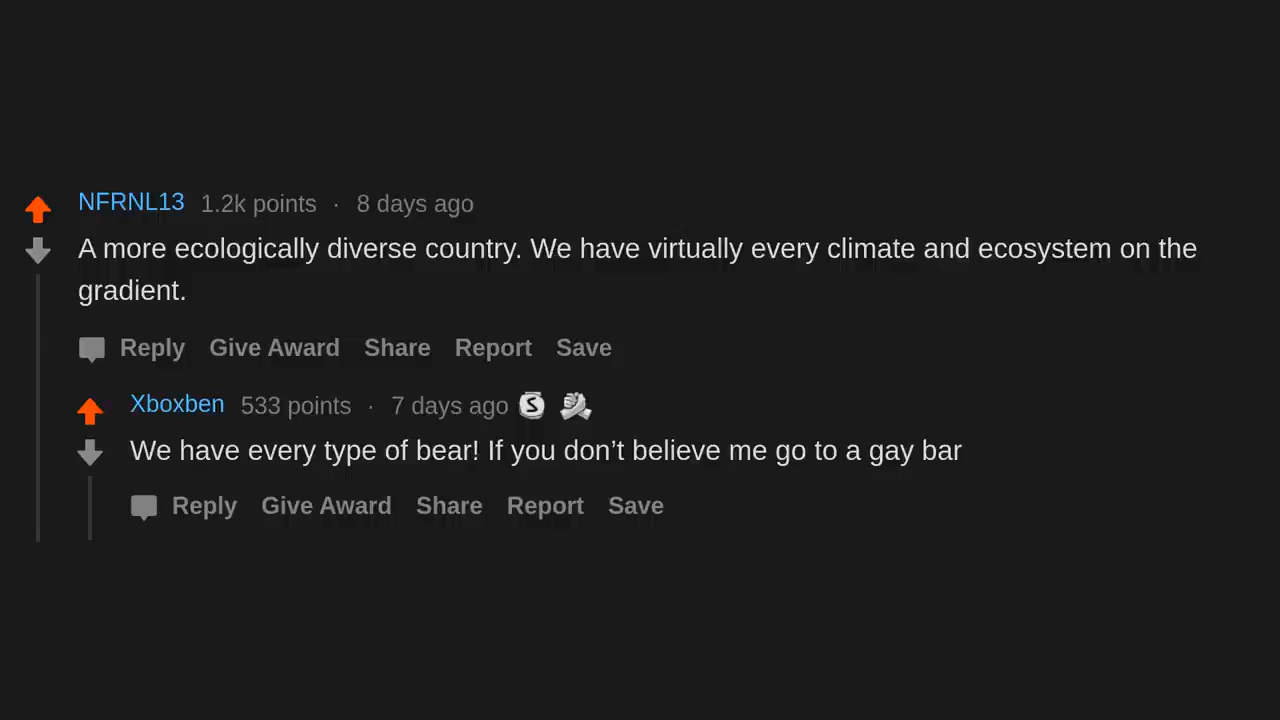 NFRNL13 1.2k points · 8 days ago
A more ecologically diverse country. We have virtually every climate and ecosystem on the
gradient.
Reply Give Award Share Report Save
Xboxben 533 points · 7 days ago S
We have every type of bear! If you don’t believe me go to a gay bar
Reply Give Award Share Report Save